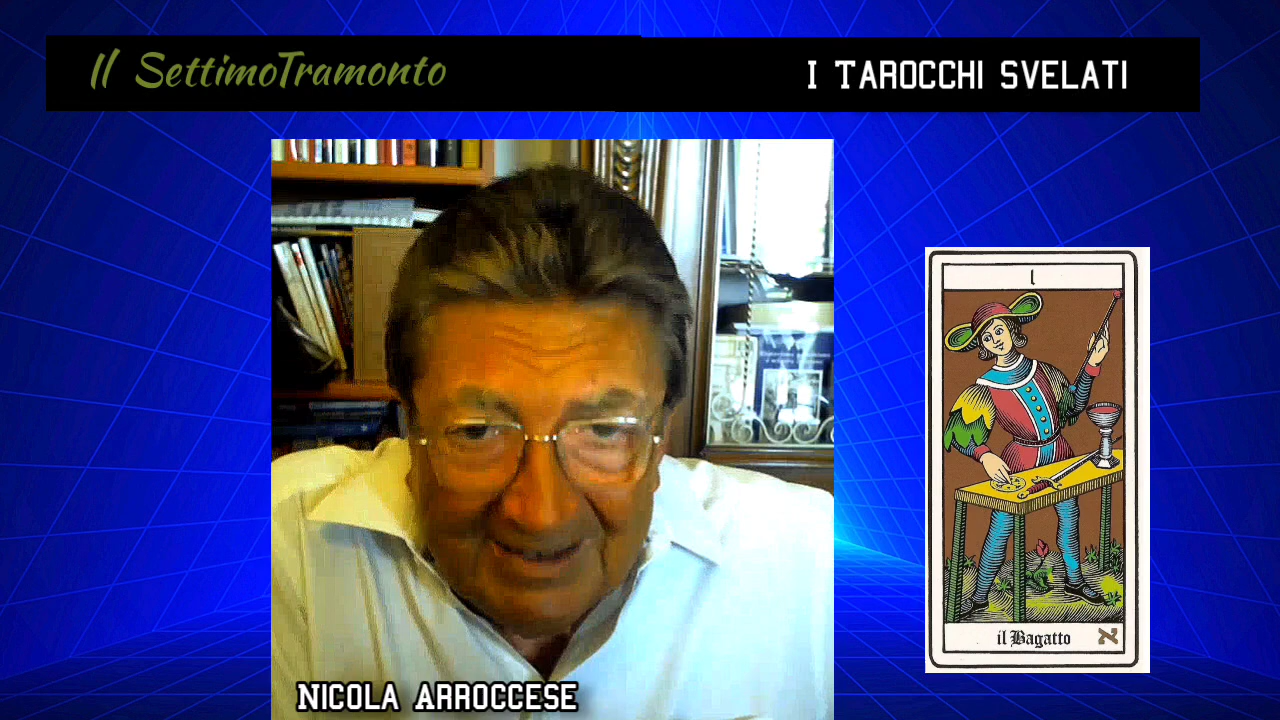 Il SettimoTramonto
I TAROCCHI SVELATI
I
il Bagatto
א
NICOLA ARROCCESE